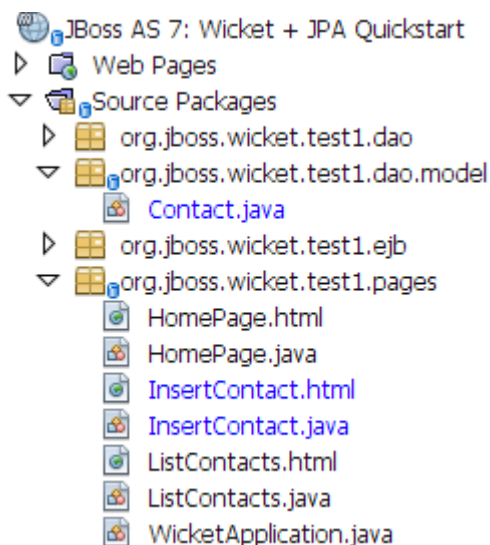 JBoss AS 7: Wicket + JPA Quickstart
Web Pages
Source Packages
org.jboss.wicket.test1.dao
org.jboss.wicket.test1.dao.model
Contact.java
org.jboss.wicket.test1.ejb
org.jboss.wicket.test1.pages
HomePage.html
HomePage.java
InsertContact.html
InsertContact.java
ListContacts.html
ListContacts.java
WicketApplication.java